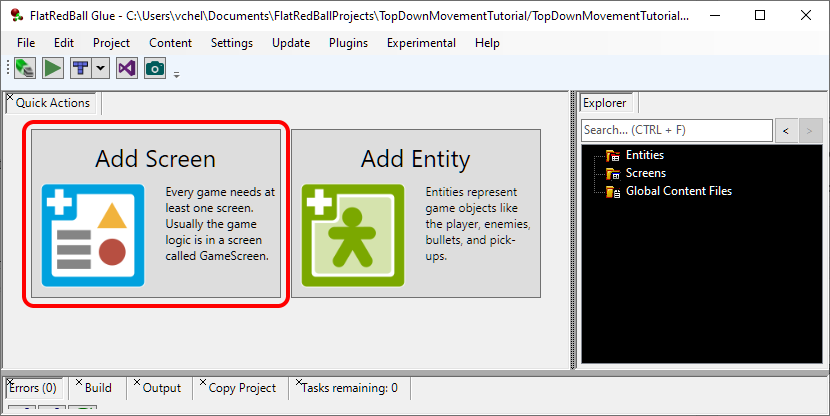 FlatRedBall Glue - C:\Users\vchel\Documents\FlatRedBallProjects\TopDownMovementTutorial/TopDownMovementTutorial...
File Edit Project Content Settings Update Plugins Experimental Help
Quick Actions
Add Screen
Every game needs at
least one screen.
Usually the game
logic is in a screen
called GameScreen.
Add Entity
Entities represent
game objects like
the player, enemies,
bullets, and pick-
ups.
Explorer
Search... (CTRL + F)
< >
Entities
Screens
Global Content Files
Errors (0) Build Output Copy Project Tasks remaining: 0